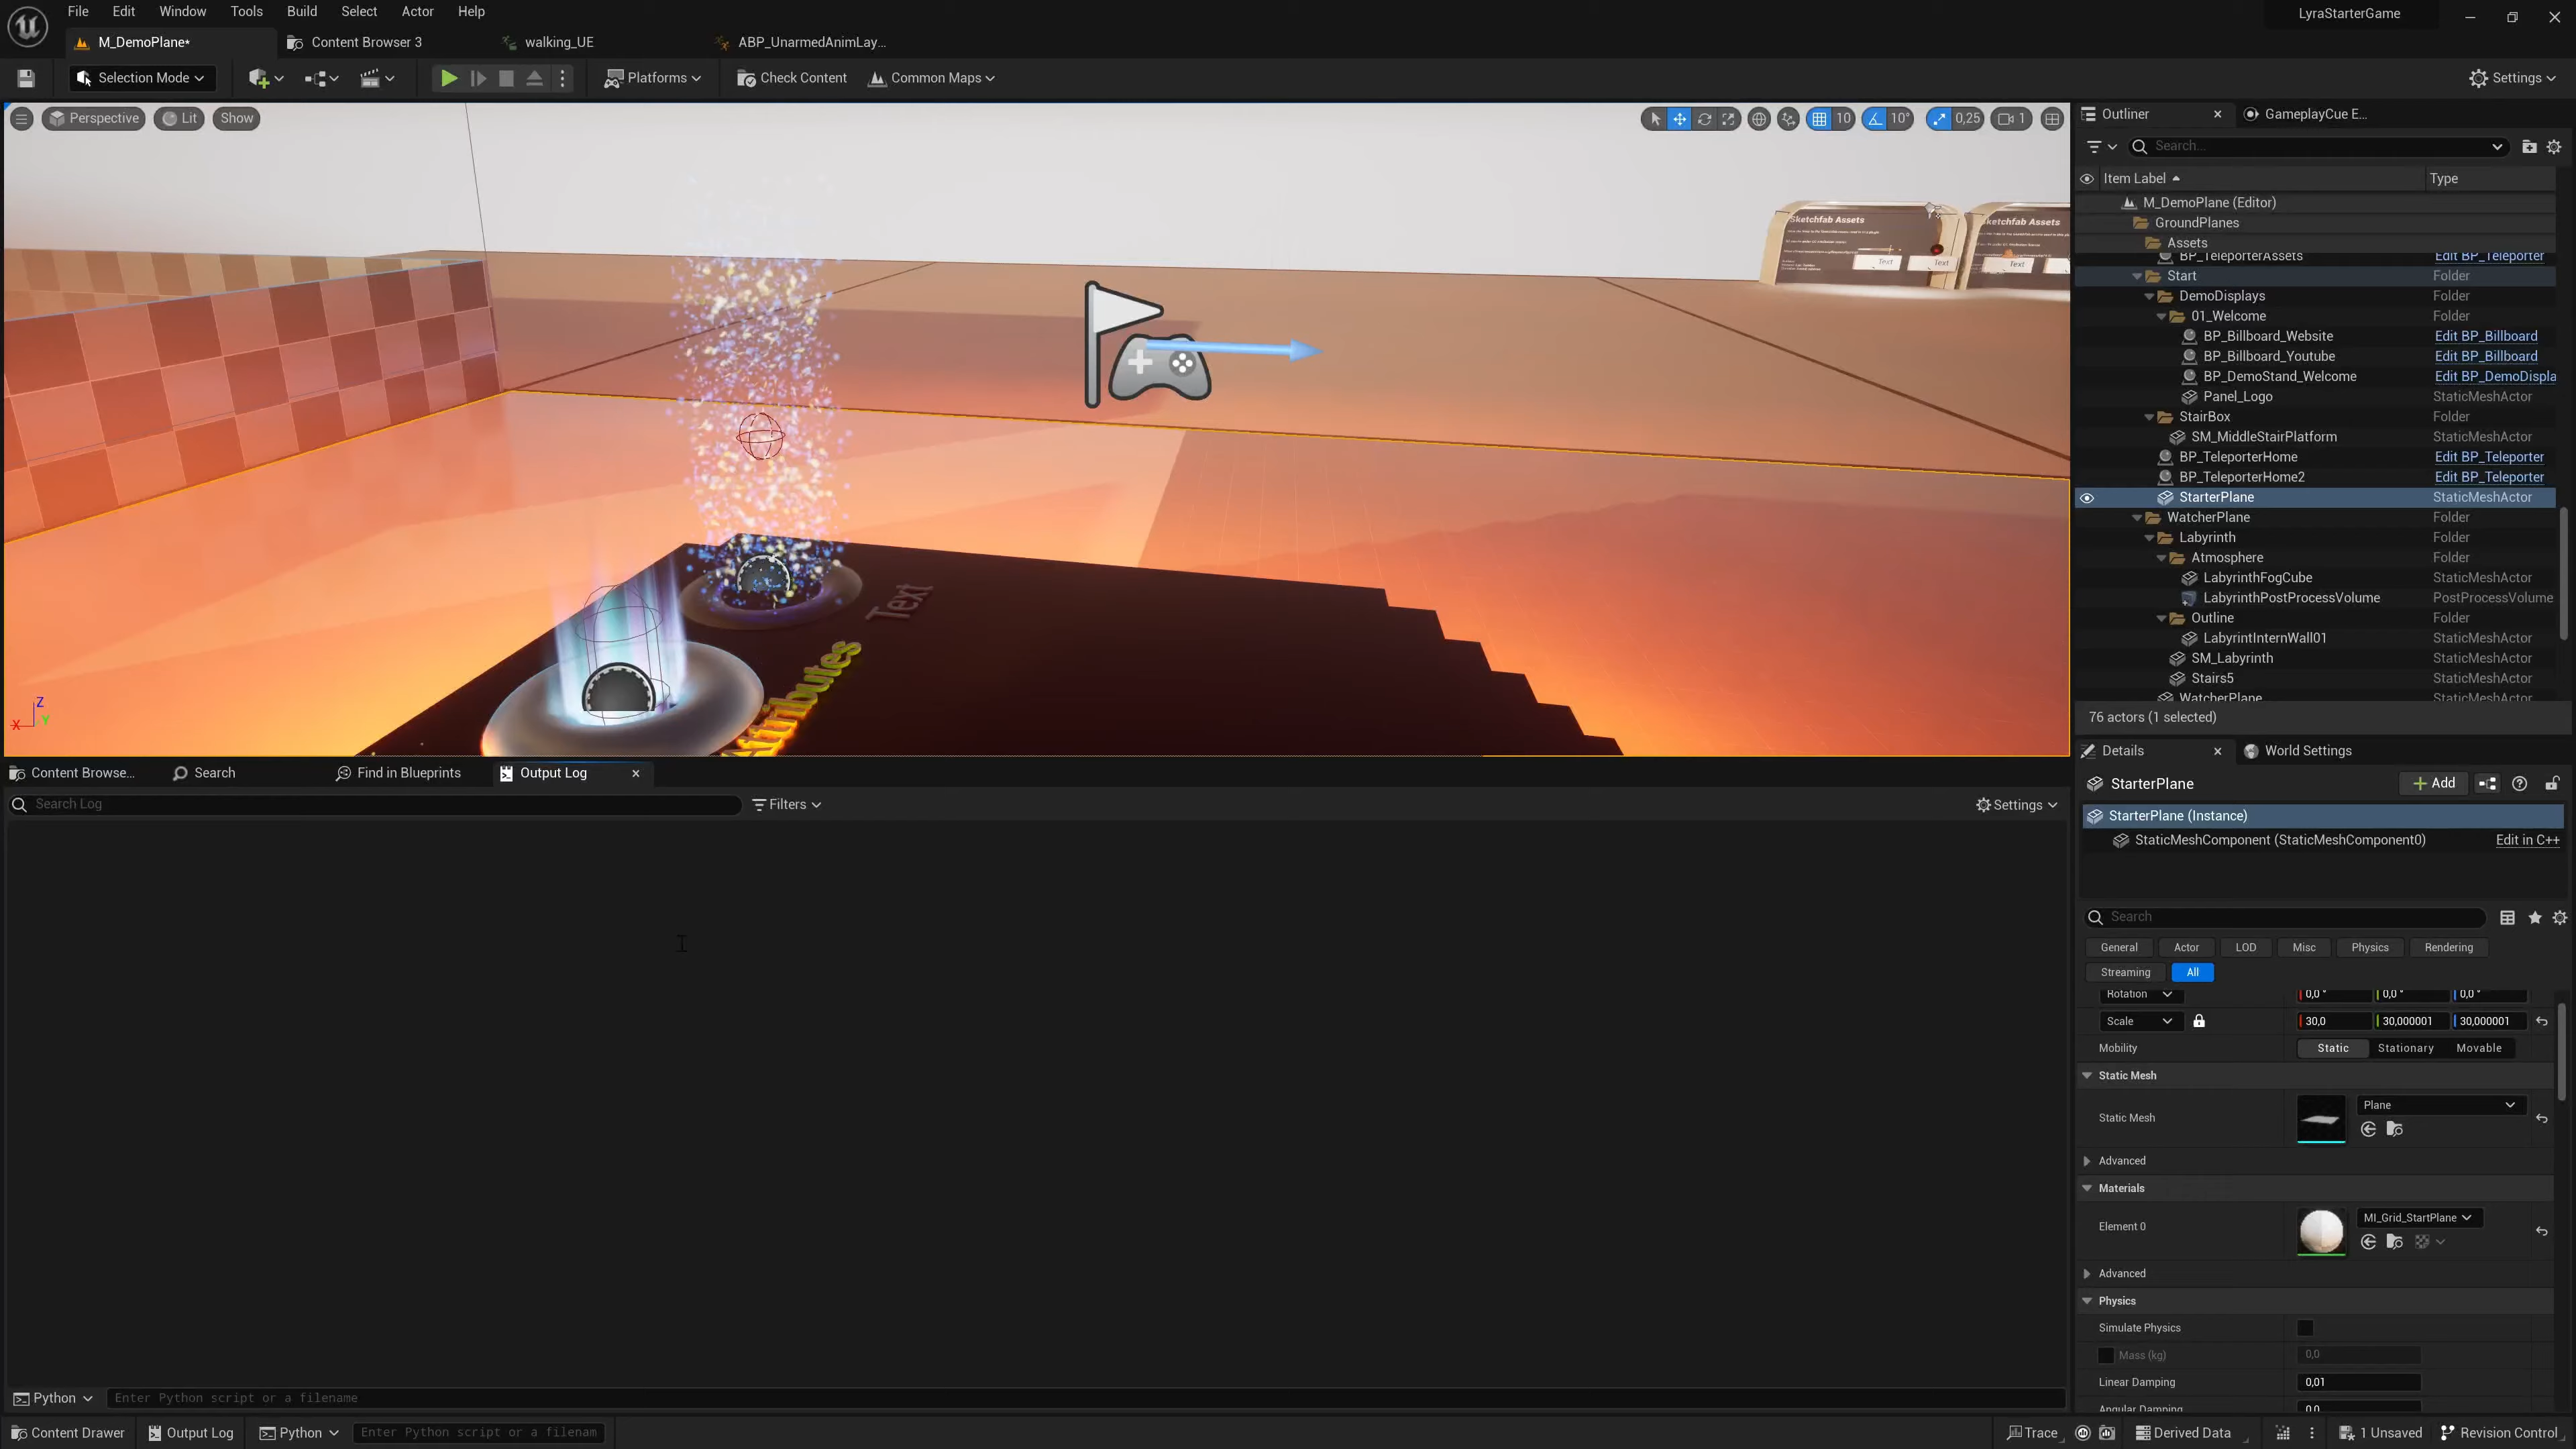 File Edit Window Tools Build Select Actor Help
LyraStarterGame
M_DemoPlane*
Content Browser 3
walking_UE
ABP_UnarmedAnimLay...
Selection Mode
Platforms
Check Content
Common Maps
Settings
Perspective
Lit
Show
10
10°
0,25
1
Sketchfab Assets
Sketchfab Assets
Text
Text
Text
Text
X
Y
Z
Outliner
GameplayCue E...
Search...
Item Label
Type
M_DemoPlane (Editor)
GroundPlanes
Assets
BP_TeleporterAssets Edit BP_Teleporter
Start Folder
DemoDisplays Folder
01_Welcome Folder
BP_Billboard_Website Edit BP_Billboard
BP_Billboard_Youtube Edit BP_Billboard
BP_DemoStand_Welcome Edit BP_DemoDispla
Panel_Logo StaticMeshActor
StairBox Folder
SM_MiddleStairPlatform StaticMeshActor
BP_TeleporterHome Edit BP_Teleporter
BP_TeleporterHome2 Edit BP_Teleporter
StarterPlane StaticMeshActor
WatcherPlane Folder
Labyrinth Folder
Atmosphere Folder
LabyrinthFogCube StaticMeshActor
LabyrinthPostProcessVolume PostProcessVolume
Outline Folder
LabyrintInternWall01 StaticMeshActor
SM_Labyrinth StaticMeshActor
Stairs5 StaticMeshActor
WatcherPlane StaticMeshActor
76 actors (1 selected)
Content Browse...
Search
Find in Blueprints
Output Log
Search Log
Filters
Settings
Details
World Settings
StarterPlane
Add
StarterPlane (Instance)
StaticMeshComponent (StaticMeshComponent0) Edit in C++
Search
General Actor LOD Misc Physics Rendering
Streaming All
Rotation 0,0 ° 0,0 ° 0,0 °
Scale 30,0 30,000001 30,000001
Mobility Static Stationary Movable
Static Mesh
Static Mesh Plane
Advanced
Materials
Element 0 MI_Grid_StartPlane
Advanced
Physics
Simulate Physics
Mass (kg) 0,0
Linear Damping 0,01
Angular Damping 0,0
Python Enter Python script or a filename
Content Drawer
Output Log
Python
Enter Python script or a filenam
Trace
Derived Data
1 Unsaved
Revision Control